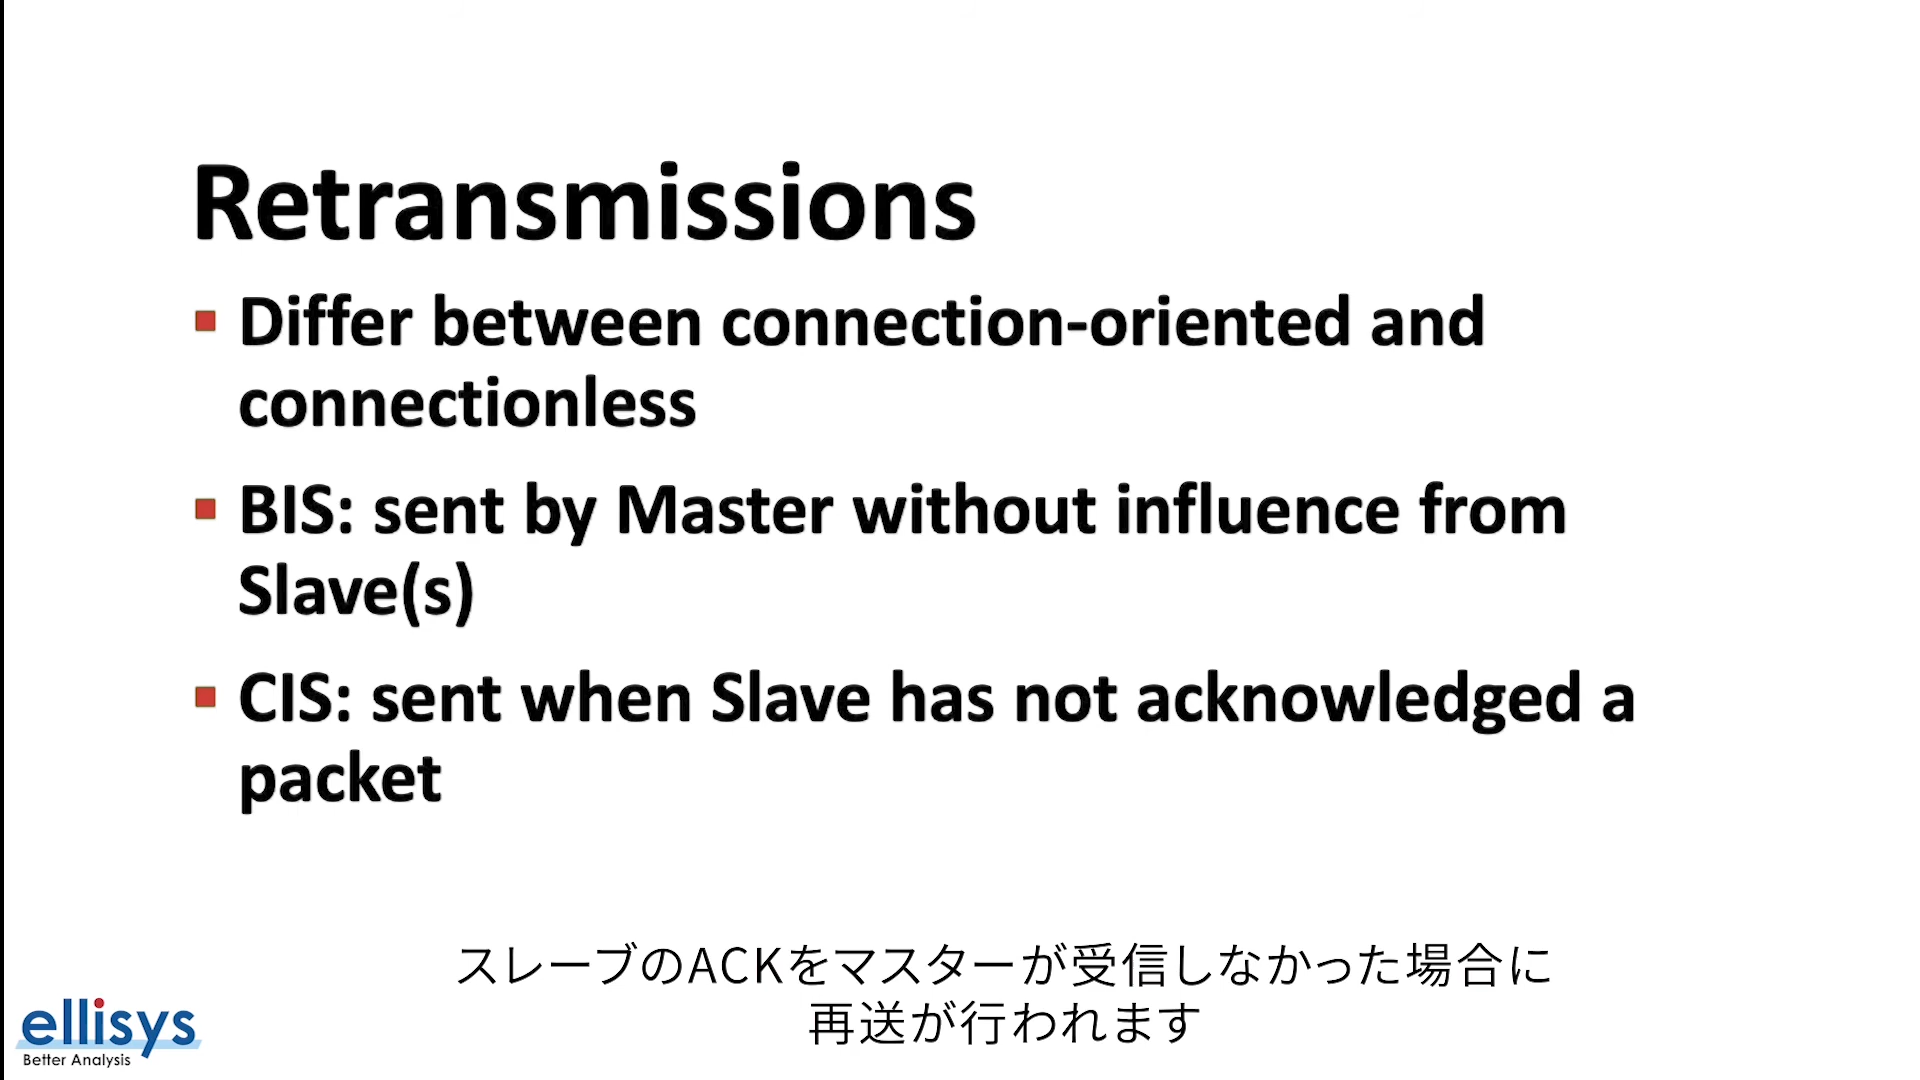 Retransmissions
Differ between connection-oriented and
connectionless
BIS: sent by Master without influence from
Slave(s)
CIS: sent when Slave has not acknowledged a
packet
スレーブのACKをマスターが受信しなかった場合に
再送が行われます
ellisys
Better Analysis